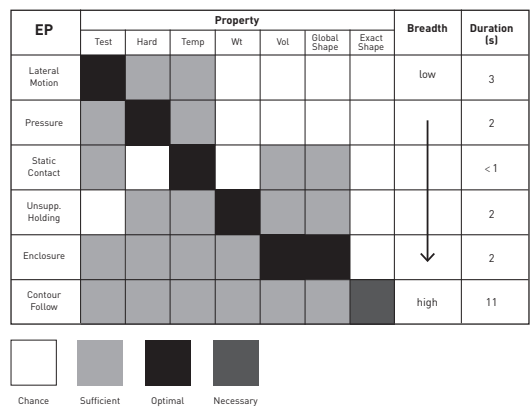 EP
Property
Breadth
Duration
(s)
Test
Hard
Temp
Wt
Vol
Global
Shape
Exact
Shape
Lateral
Motion
low
3
Pressure
2
Static
Contact
< 1
Unsupp.
Holding
2
Enclosure
2
Contour
Follow
high
11
Chance
Sufficient
Optimal
Necessary